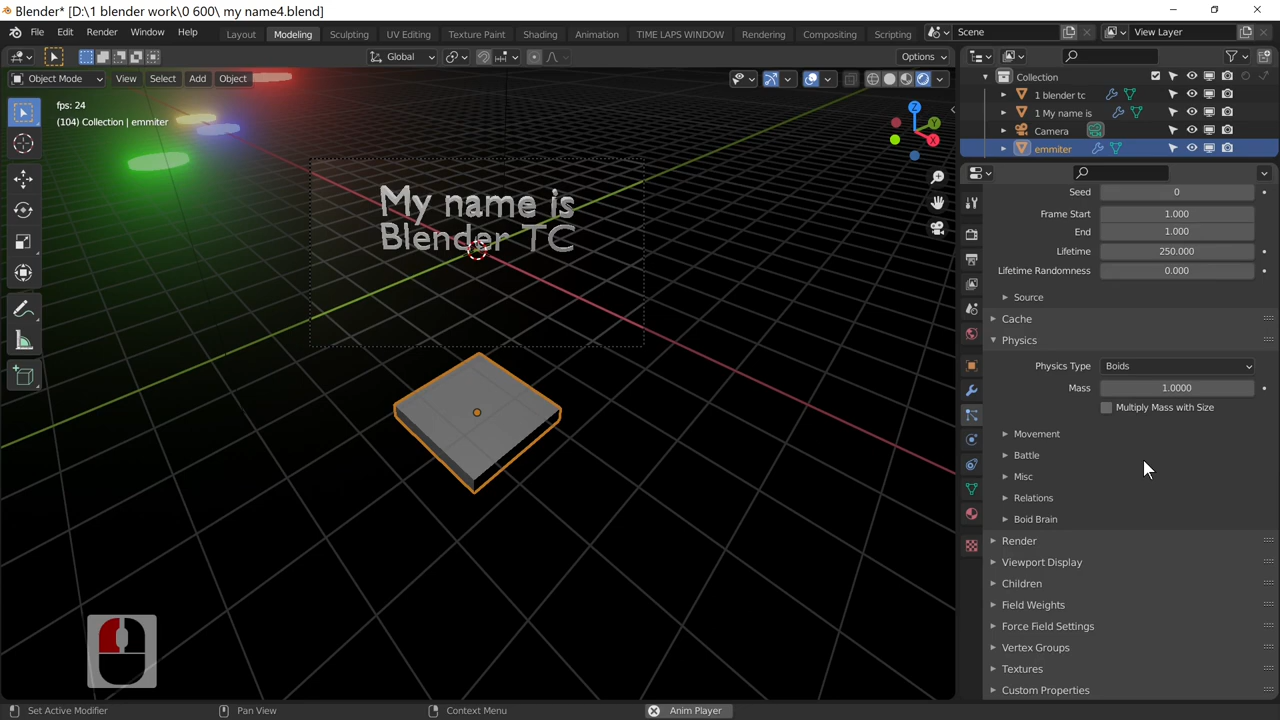 Blender* [D:\1 blender work\0 600\ my name4.blend]
File Edit Render Window Help Layout Modeling Sculpting UV Editing Texture Paint Shading Animation TIME LAPS WINDOW Rendering Compositing Scripting Scene View Layer
Global Options
Object Mode View Select Add Object
fps: 24
(104) Collection | emmiter
Z
Y
X
My name is
Blender TC
Collection
1 blender tc
1 My name is
Camera
emmiter
Seed 0
Frame Start 1.000
End 1.000
Lifetime 250.000
Lifetime Randomness 0.000
Source
Cache
Physics
Physics Type Boids
Mass 1.0000
Multiply Mass with Size
Movement
Battle
Misc
Relations
Boid Brain
Render
Viewport Display
Children
Field Weights
Force Field Settings
Vertex Groups
Textures
Custom Properties
Set Active Modifier Pan View Context Menu Anim Player